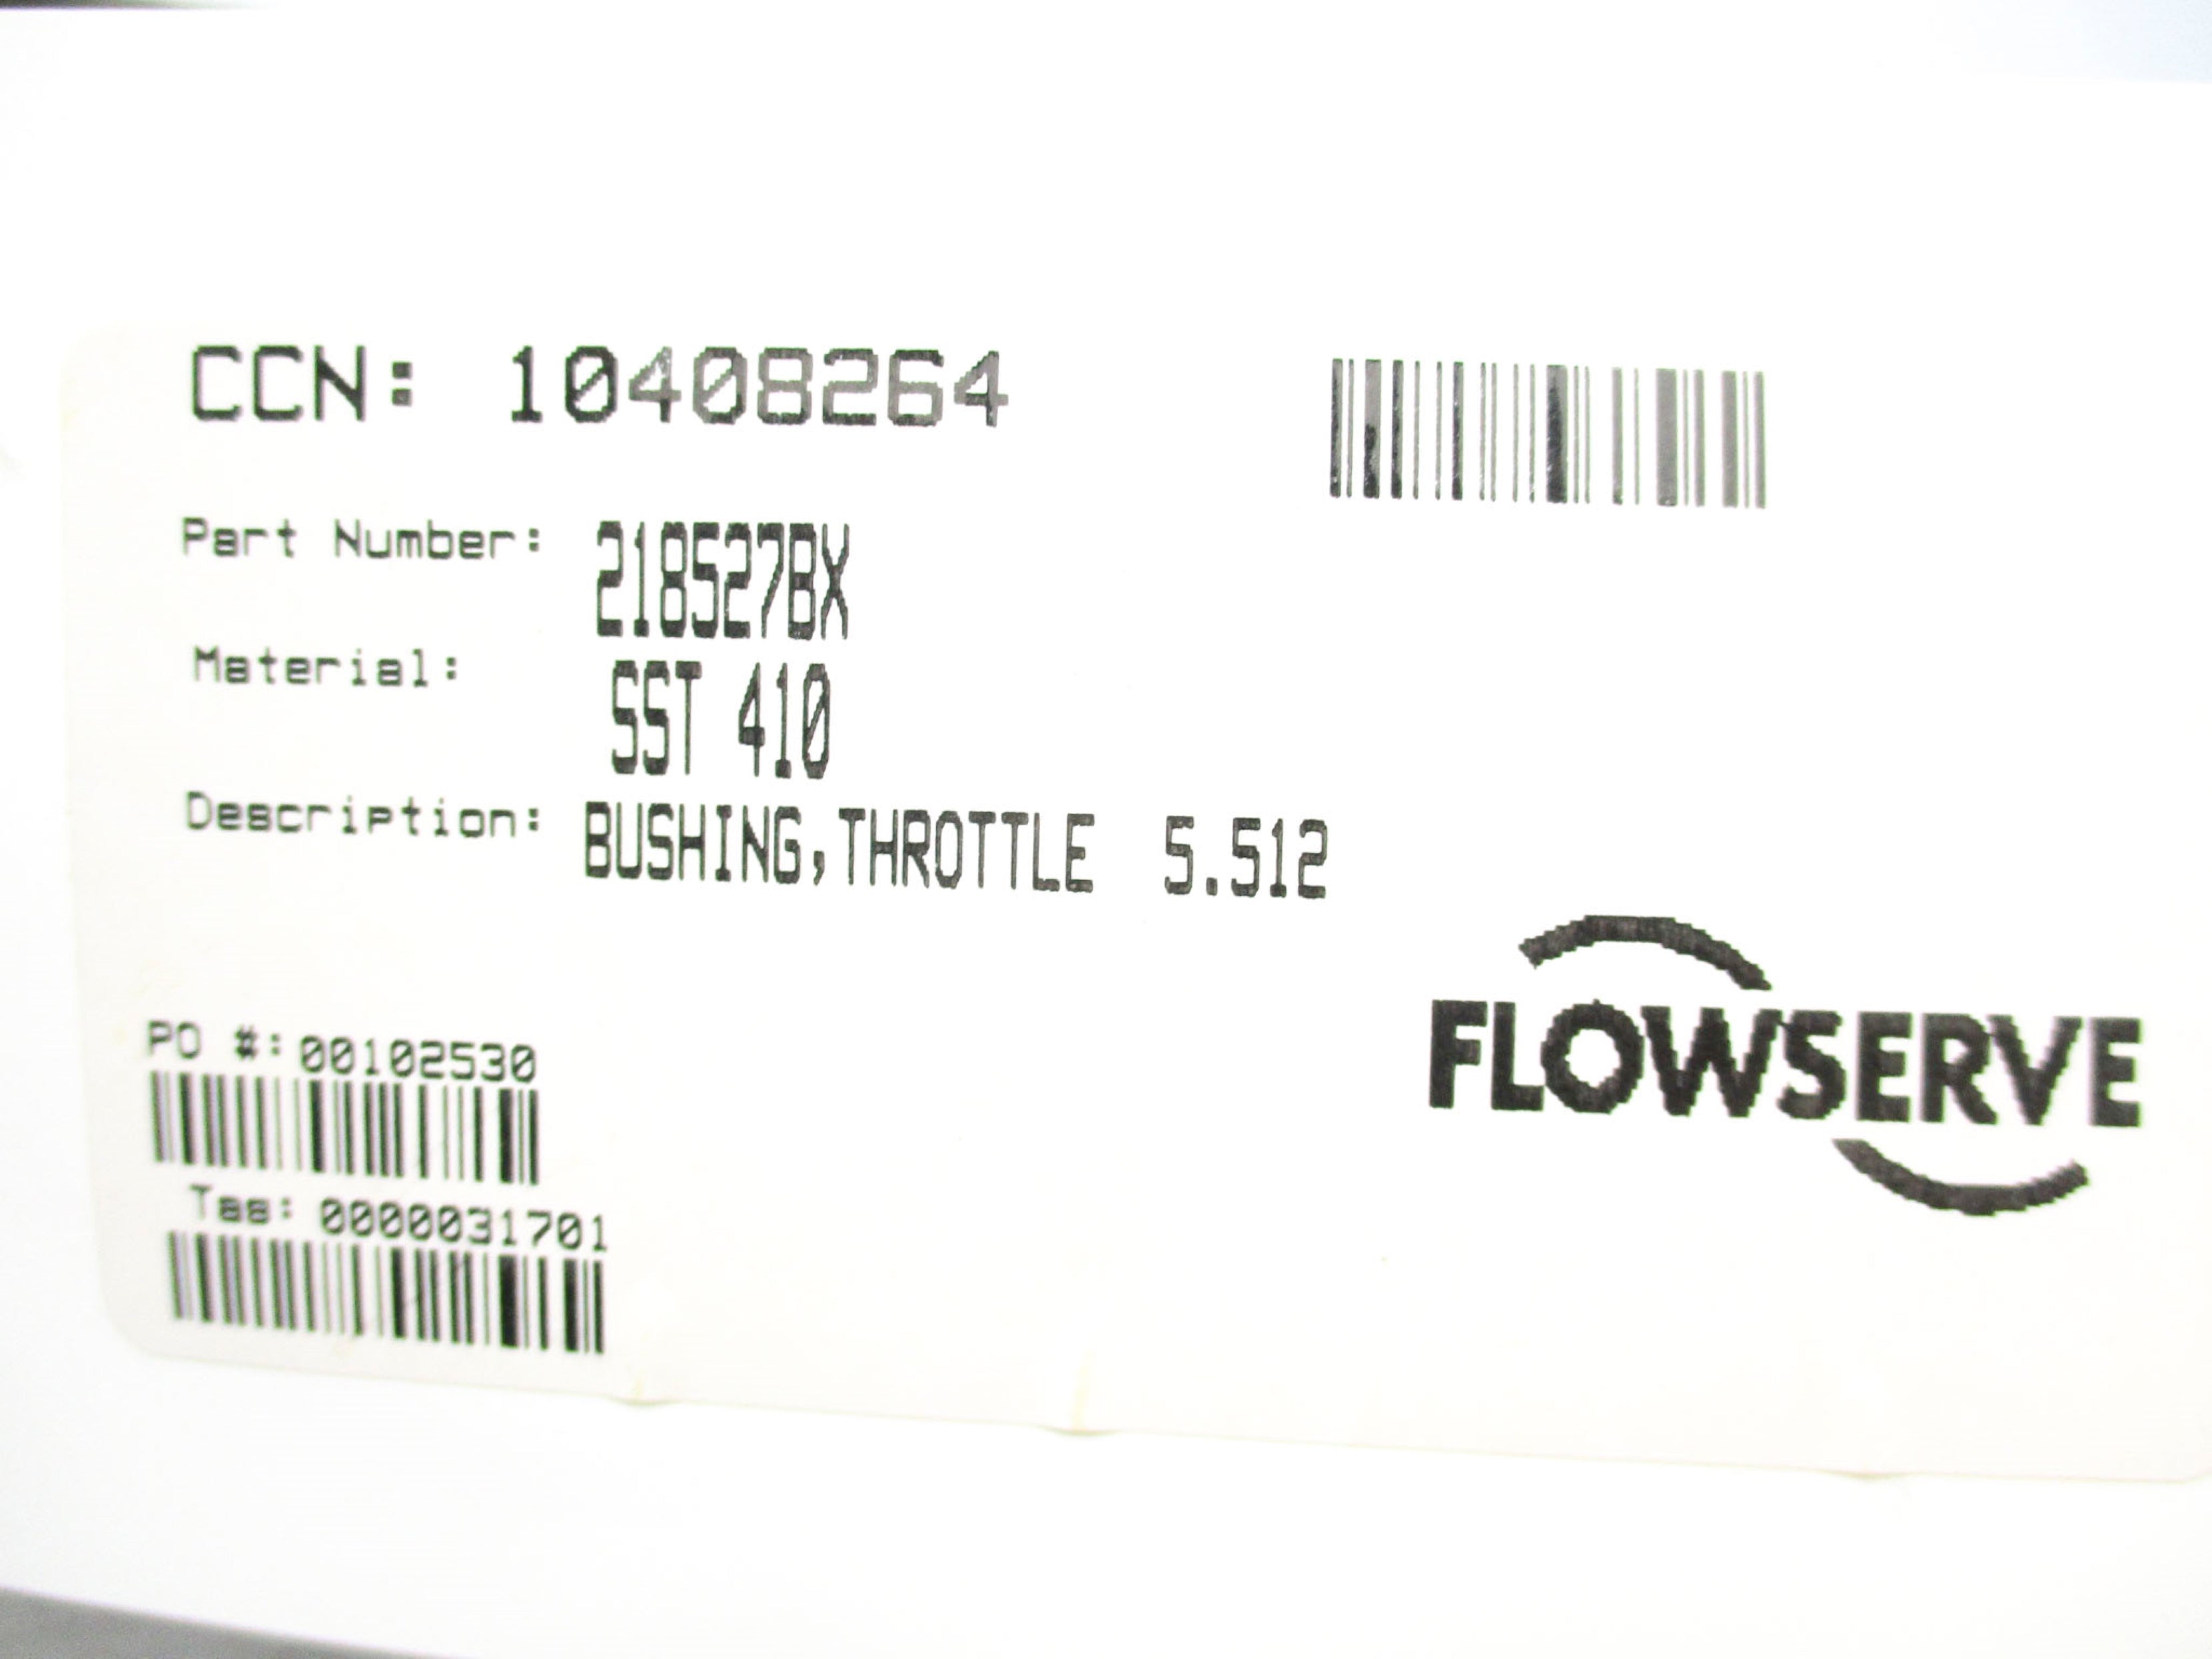 CCN: 10408264
Part Number: 218527BX
Material: SST 410
Description: BUSHING,THROTTLE 5.512
FLOWSERVE
PO #: 00102530
Tag: 0000031701